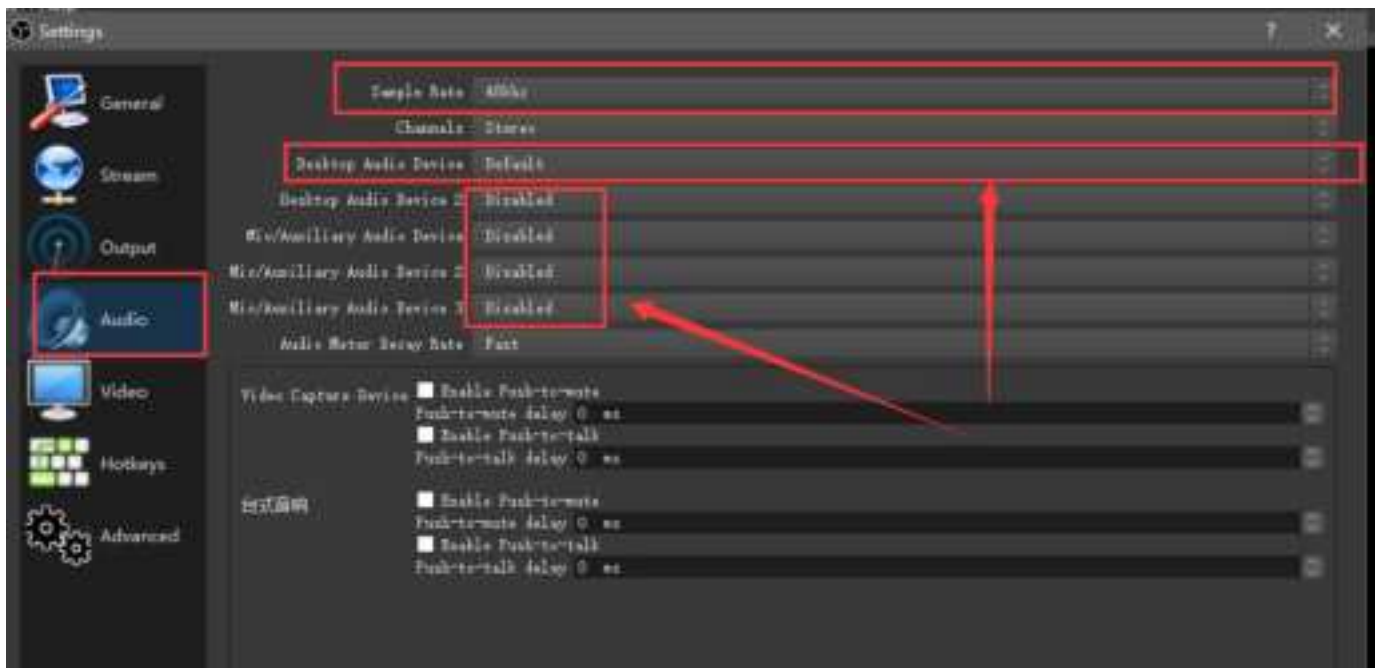 Settings ? ×
General
Stream
Output
Audio
Video
Hotkeys
Advanced
Sample Rate 48khz
Channels Stereo
Desktop Audio Device Default
Desktop Audio Device 2 Disabled
Mic/Auxiliary Audio Device Disabled
Mic/Auxiliary Audio Device 2 Disabled
Mic/Auxiliary Audio Device 3 Disabled
Audio Meter Decay Rate Fast
Video Capture Device Enable Push-to-mute
Push-to-mute delay 0 ms
Enable Push-to-talk
Push-to-talk delay 0 ms
台式音响 Enable Push-to-mute
Push-to-mute delay 0 ms
Enable Push-to-talk
Push-to-talk delay 0 ms